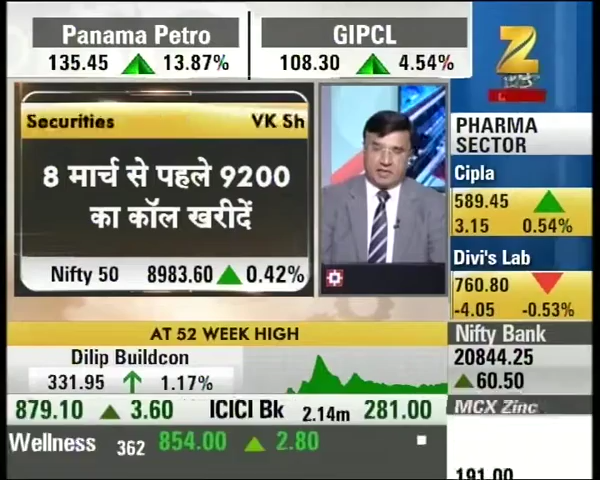 Panama Petro
135.45 13.87%
GIPCL
108.30 4.54%
Securities VK Sh
8 मार्च से पहले 9200
का कॉल खरीदें
Nifty 50 8983.60 0.42%
PHARMA
SECTOR
Cipla
589.45
3.15 0.54%
Divi's Lab
760.80
-4.05 -0.53%
AT 52 WEEK HIGH
Dilip Buildcon
331.95 1.17%
Nifty Bank
20844.25
60.50
MCX Zinc
191.00
879.10 3.60 ICICI Bk 2.14m 281.00
Wellness 362 854.00 2.80